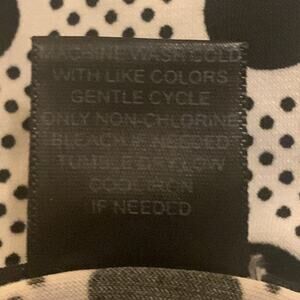 MACHINE WASH COLD
WITH LIKE COLORS
GENTLE CYCLE
ONLY NON-CHLORINE
BLEACH IF NEEDED
TUMBLE DRY LOW
COOL IRON
IF NEEDED